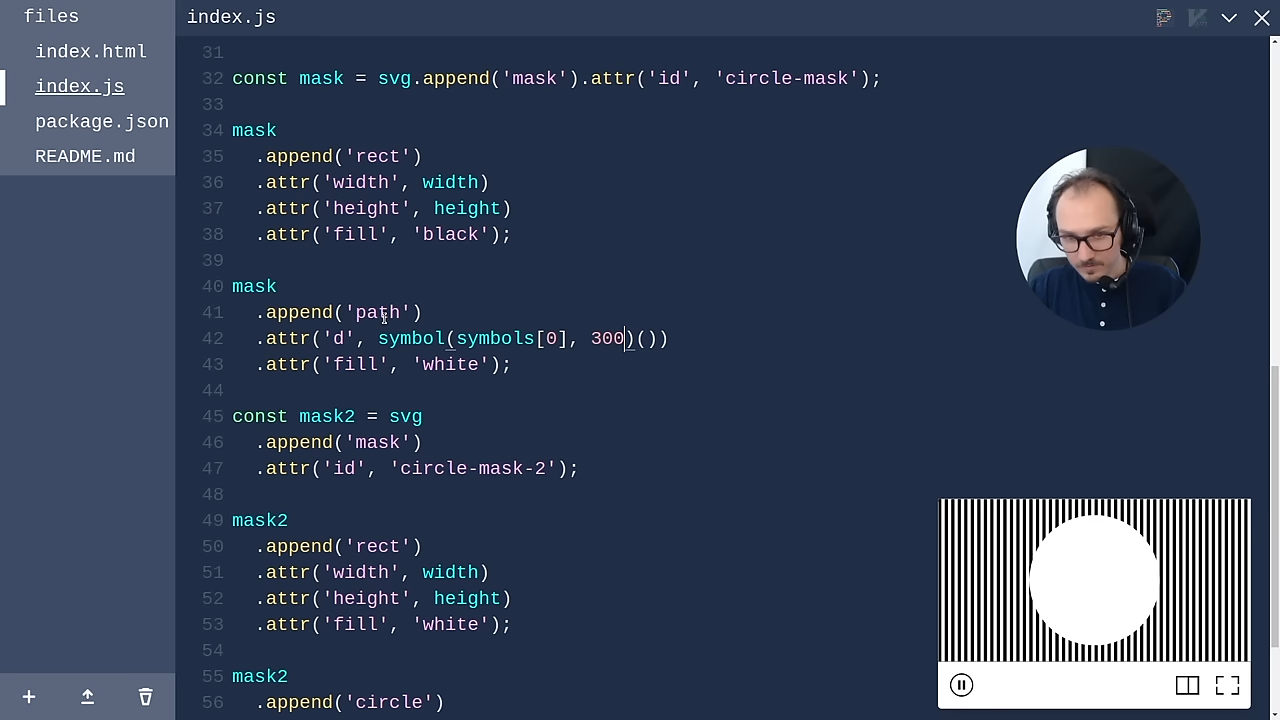 files
index.html
index.js
package.json
README.md
index.js
31
32 const mask = svg.append('mask').attr('id', 'circle-mask');
33
34 mask
35   .append('rect')
36   .attr('width', width)
37   .attr('height', height)
38   .attr('fill', 'black');
39
40 mask
41   .append('path')
42   .attr('d', symbol(symbols[0], 300)())
43   .attr('fill', 'white');
44
45 const mask2 = svg
46   .append('mask')
47   .attr('id', 'circle-mask-2');
48
49 mask2
50   .append('rect')
51   .attr('width', width)
52   .attr('height', height)
53   .attr('fill', 'white');
54
55 mask2
56   .append('circle')